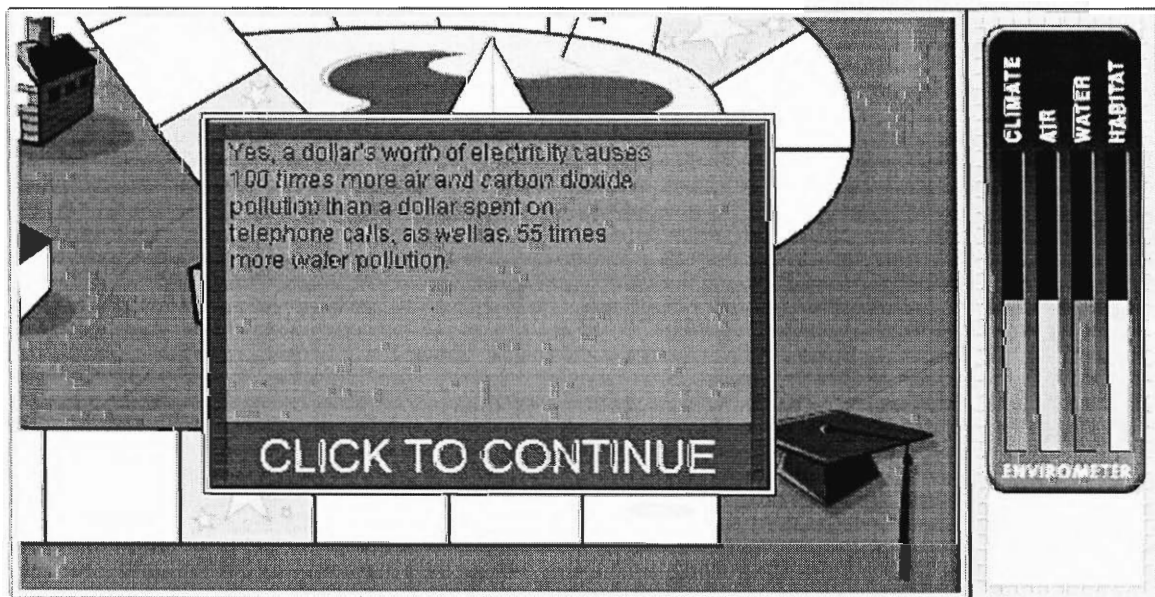 Yes, a dollar's worth of electricity causes
100 times more air and carbon dioxide
pollution than a dollar spent on
telephone calls, as well as 55 times
more water pollution.
CLICK TO CONTINUE
CLIMATE
AIR
WATER
HABITAT
ENVIROMETER